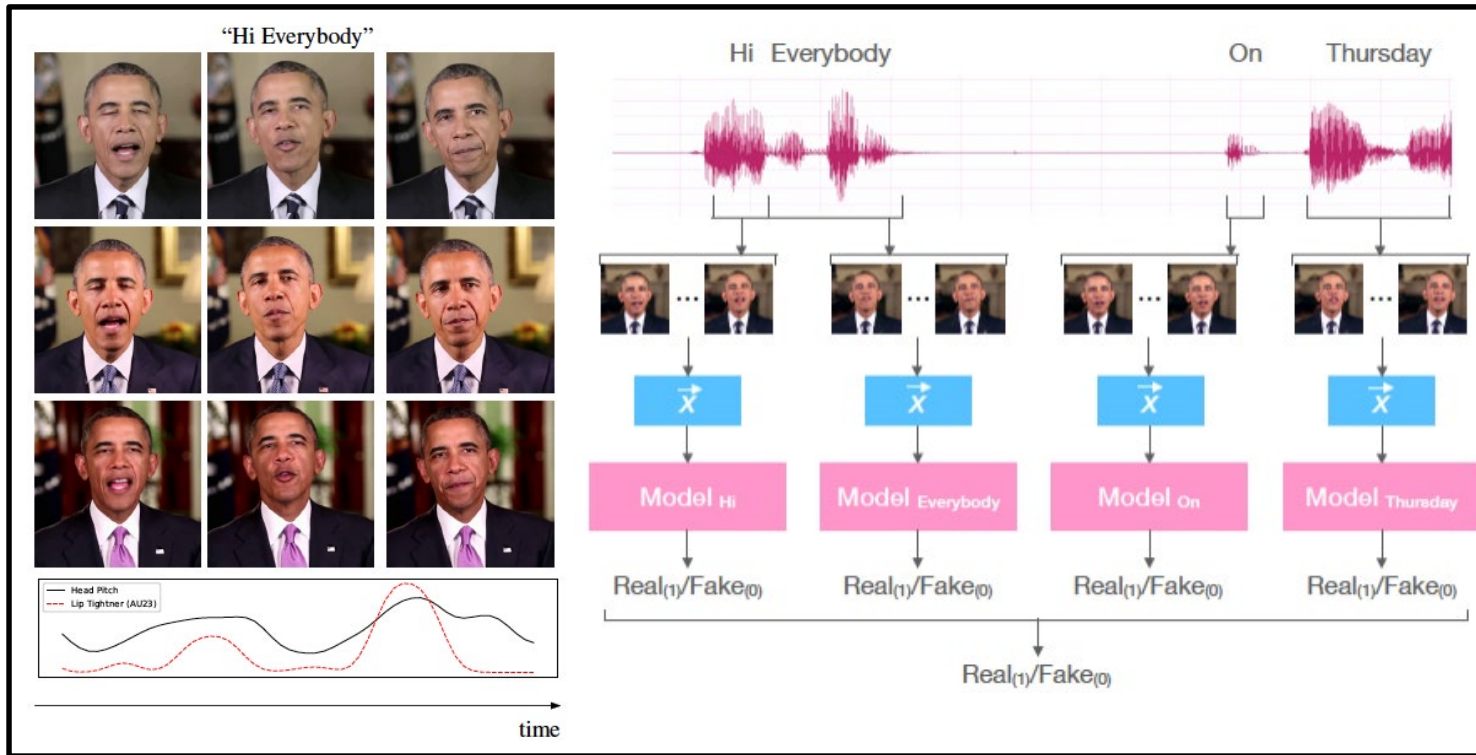 “Hi Everybody”
Head Pitch
Lip Tightner (AU23)
time
Hi Everybody On Thursday
x x x x
Model Hi Model Everybody Model On Model Thursday
Real(1)/Fake(0) Real(1)/Fake(0) Real(1)/Fake(0) Real(1)/Fake(0)
Real(1)/Fake(0)